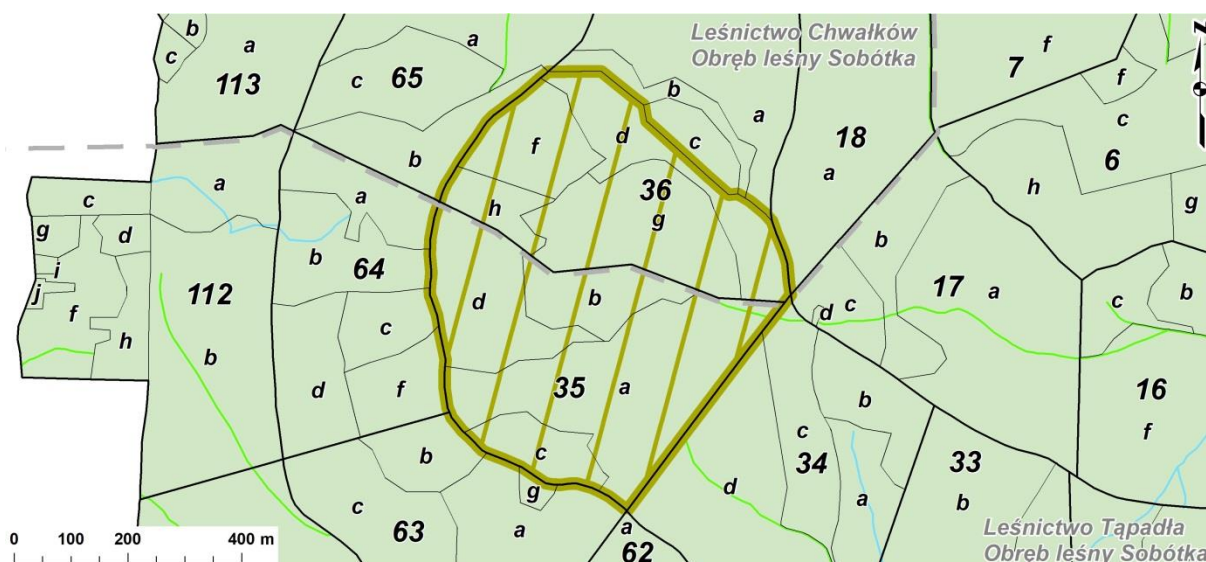 Leśnictwo Chwałków
Obręb leśny Sobótka
b
a
c
113
a
c
65
b
a
f
7
f
c
6
18
a
b
d
c
f
b
36
g
h
h
g
a
a
b
64
c
g
d
i
j
f
h
112
b
d
b
c
d
f
35
a
b
17
a
c
d
c
b
16
f
b
c
g
b
c
63
a
a
62
d
c
34
b
a
33
b
0 100 200 400 m
Leśnictwo Tąpadła
Obręb leśny Sobótka